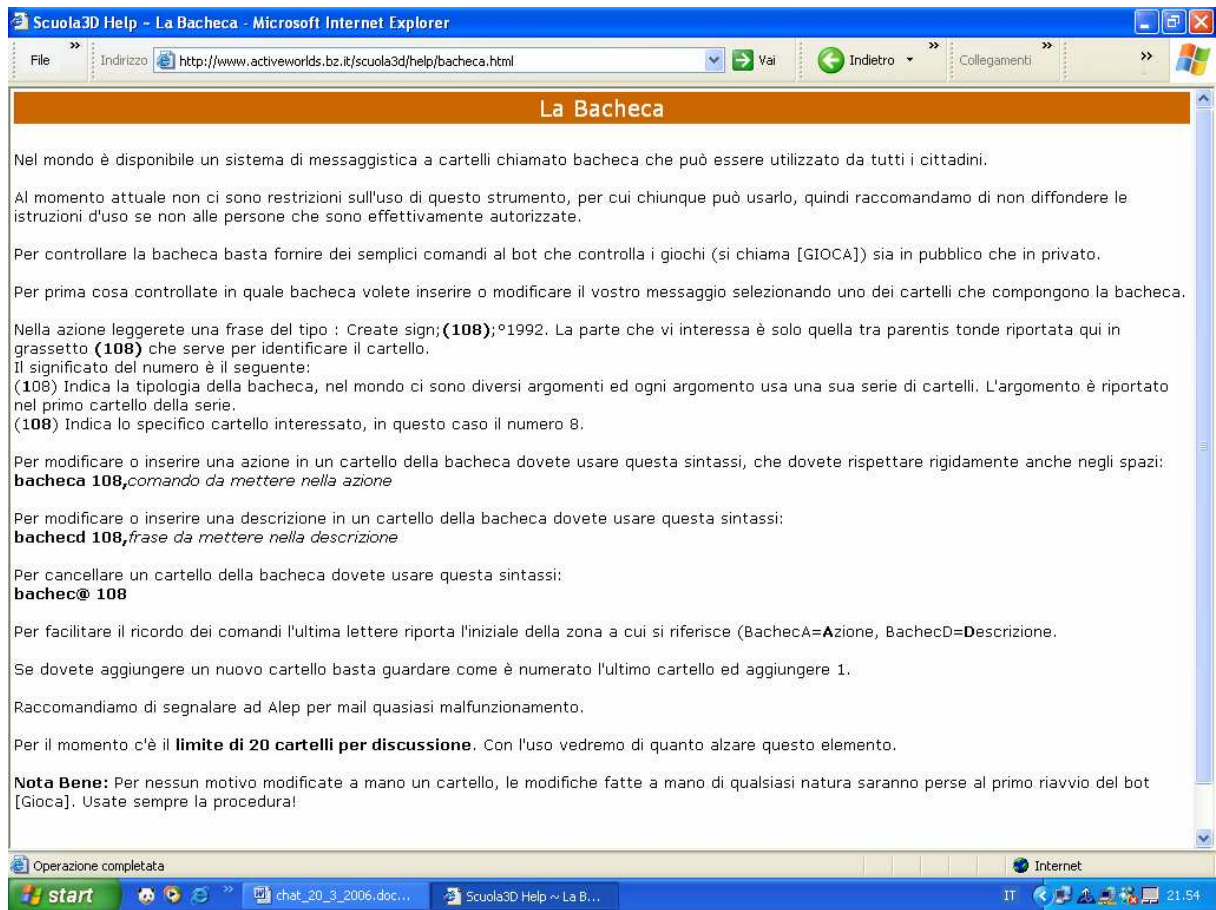 Scuola3D Help ~ La Bacheca - Microsoft Internet Explorer
File » Indirizzo http://www.activeworlds.bz.it/scuola3d/help/bacheca.html Vai Indietro » Collegamenti » »
La Bacheca
Nel mondo è disponibile un sistema di messaggistica a cartelli chiamato bacheca che può essere utilizzato da tutti i cittadini.
Al momento attuale non ci sono restrizioni sull'uso di questo strumento, per cui chiunque può usarlo, quindi raccomandamo di non diffondere le
istruzioni d'uso se non alle persone che sono effettivamente autorizzate.
Per controllare la bacheca basta fornire dei semplici comandi al bot che controlla i giochi (si chiama [GIOCA]) sia in pubblico che in privato.
Per prima cosa controllate in quale bacheca volete inserire o modificare il vostro messaggio selezionando uno dei cartelli che compongono la bacheca.
Nella azione leggerete una frase del tipo : Create sign;(108);°1992. La parte che vi interessa è solo quella tra parentis tonde riportata qui in
grassetto (108) che serve per identificare il cartello.
Il significato del numero è il seguente:
(108) Indica la tipologia della bacheca, nel mondo ci sono diversi argomenti ed ogni argomento usa una sua serie di cartelli. L'argomento è riportato
nel primo cartello della serie.
(108) Indica lo specifico cartello interessato, in questo caso il numero 8.
Per modificare o inserire una azione in un cartello della bacheca dovete usare questa sintassi, che dovete rispettare rigidamente anche negli spazi:
bacheca 108,comando da mettere nella azione
Per modificare o inserire una descrizione in un cartello della bacheca dovete usare questa sintassi:
bachecd 108,frase da mettere nella descrizione
Per cancellare un cartello della bacheca dovete usare questa sintassi:
bachec@ 108
Per facilitare il ricordo dei comandi l'ultima lettere riporta l'iniziale della zona a cui si riferisce (BachecA=Azione, BachecD=Descrizione.
Se dovete aggiungere un nuovo cartello basta guardare come è numerato l'ultimo cartello ed aggiungere 1.
Raccomandiamo di segnalare ad Alep per mail quasiasi malfunzionamento.
Per il momento c'è il limite di 20 cartelli per discussione. Con l'uso vedremo di quanto alzare questo elemento.
Nota Bene: Per nessun motivo modificate a mano un cartello, le modifiche fatte a mano di qualsiasi natura saranno perse al primo riavvio del bot
[Gioca]. Usate sempre la procedura!
Operazione completata Internet
start » chat_20_3_2006.doc... Scuola3D Help ~ La B... IT 21.54